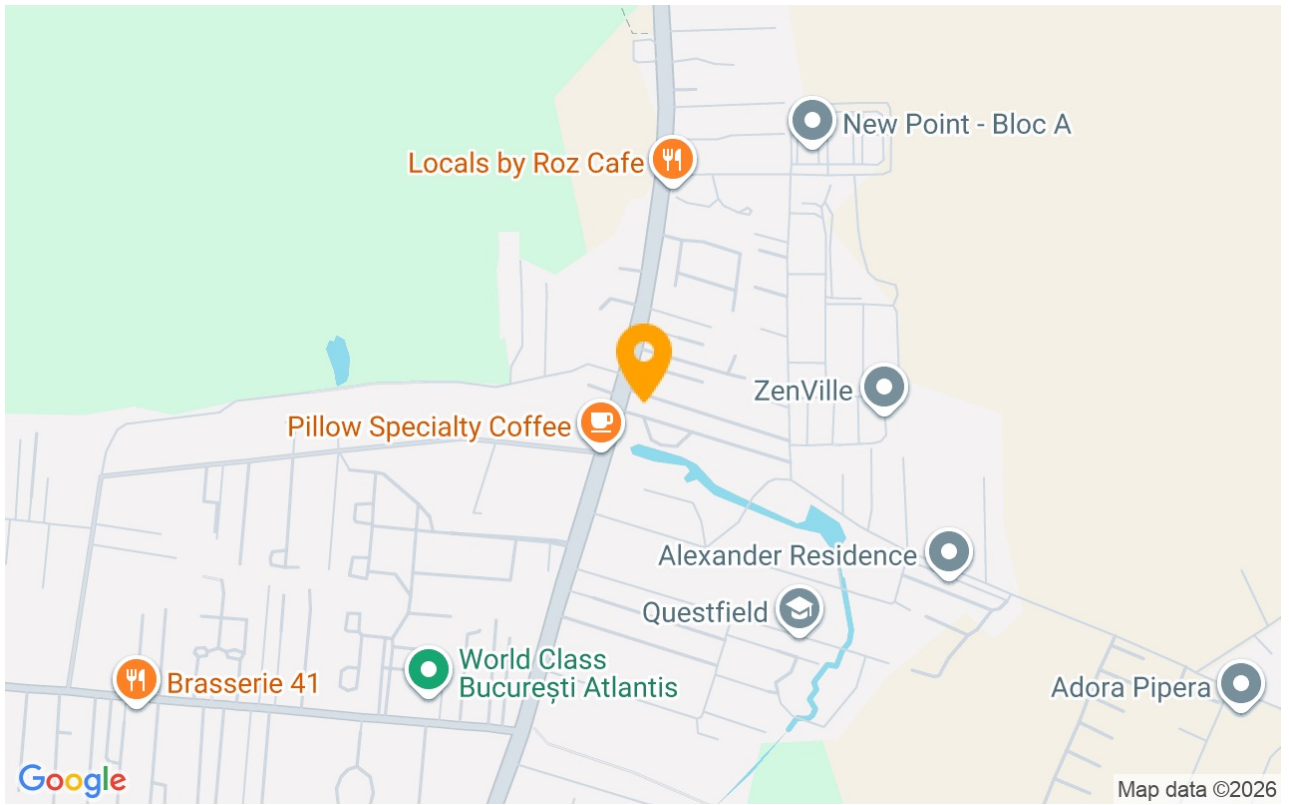 New Point - Bloc A
Locals by Roz Cafe
ZenVille
Pillow Specialty Coffee
Alexander Residence
Questfield
World Class
București Atlantis
Brasserie 41
Adora Pipera
Google
Map data ©2026